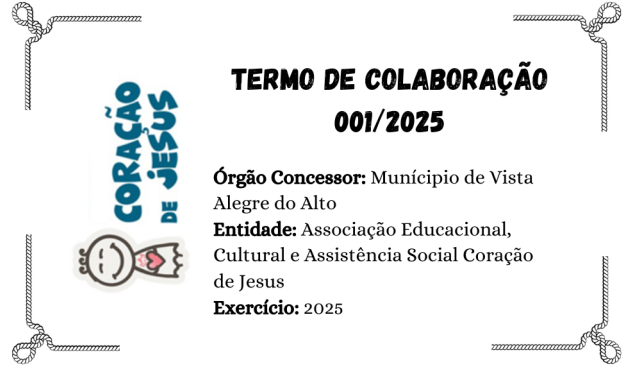 CORAÇÃO
DE JESUS
TERMO DE COLABORAÇÃO
001/2025
Órgão Concessor: Munícipio de Vista
Alegre do Alto
Entidade: Associação Educacional,
Cultural e Assistência Social Coração
de Jesus
Exercício: 2025